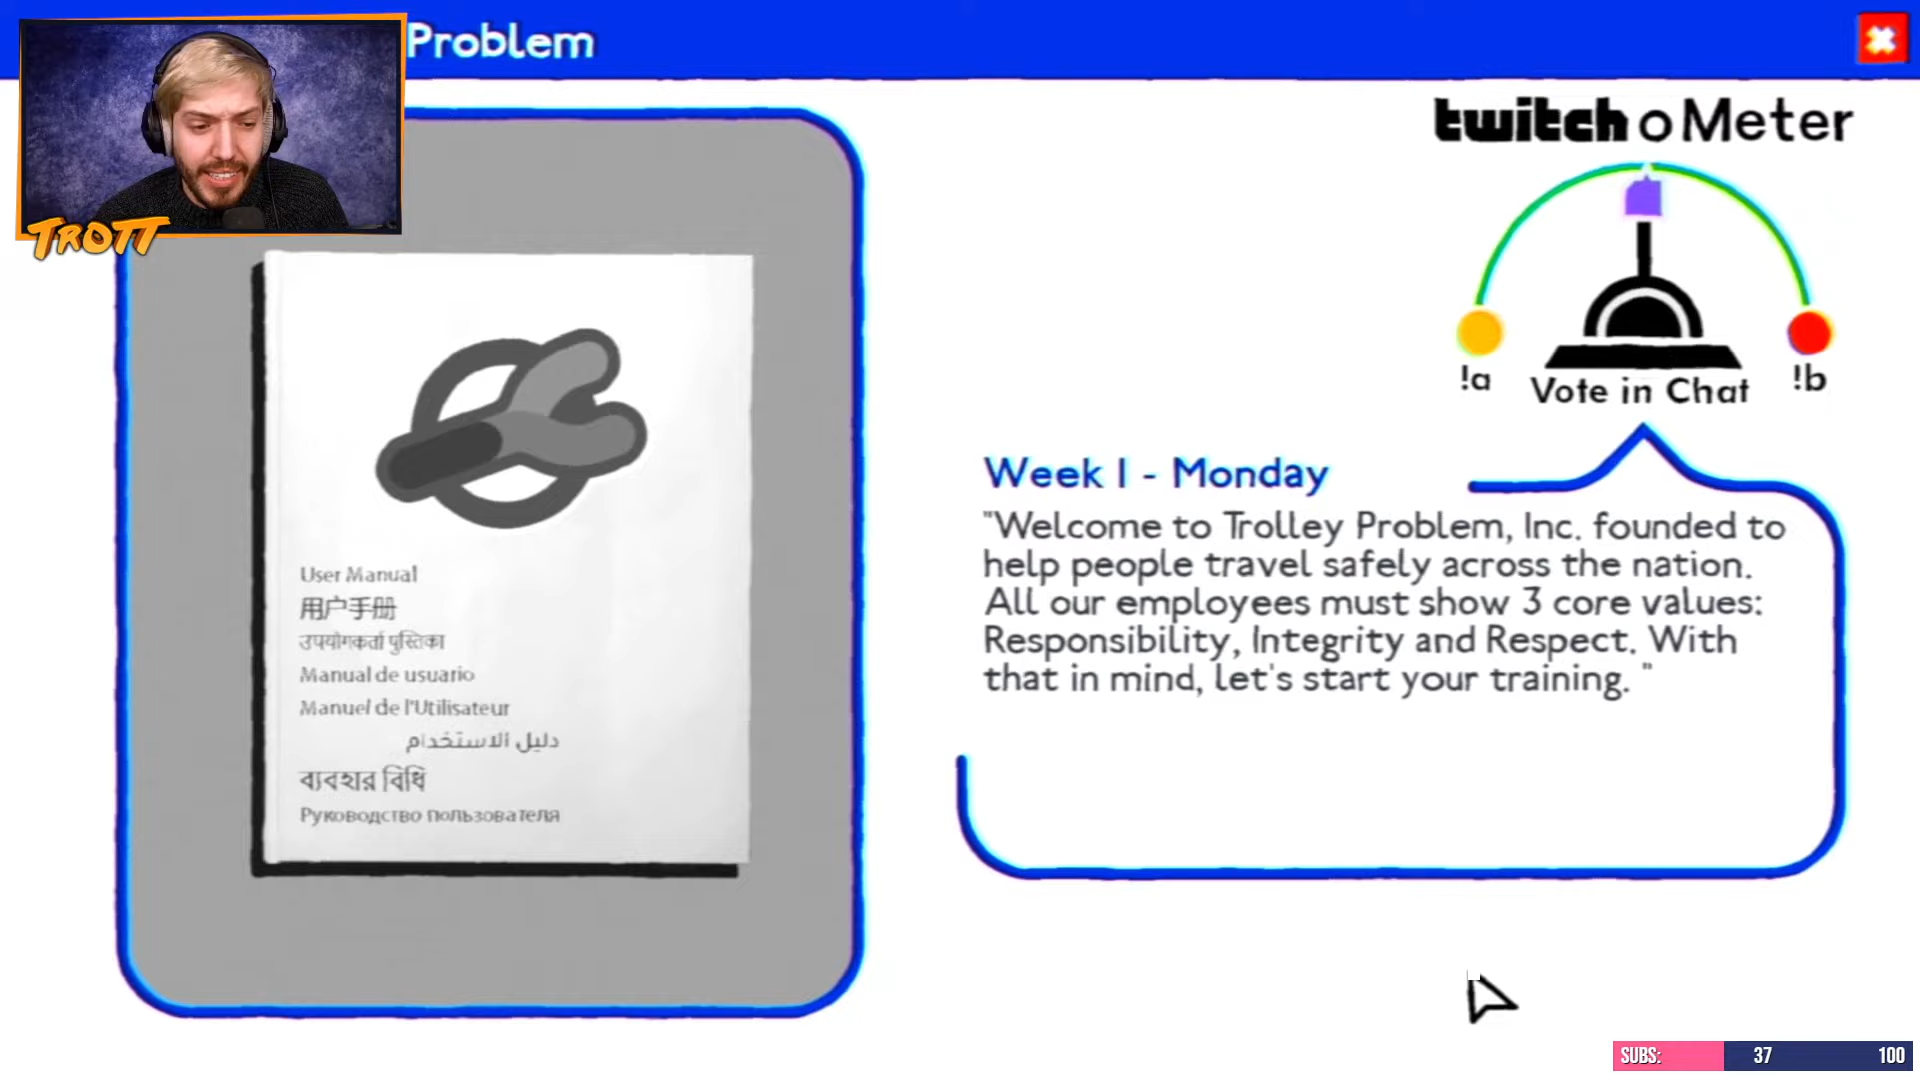 Problem
TROTT
twitch o Meter
!a
Vote in Chat
!b
User Manual
用户手册
उपयोगकर्ता पुस्तिका
Manual de usuario
Manuel de l'Utilisateur
دليل الاستخدام
ব্যবহার বিধি
Руководство пользователя
Week 1 - Monday
"Welcome to Trolley Problem, Inc. founded to
help people travel safely across the nation.
All our employees must show 3 core values:
Responsibility, Integrity and Respect. With
that in mind, let's start your training. "
SUBS: 37 100